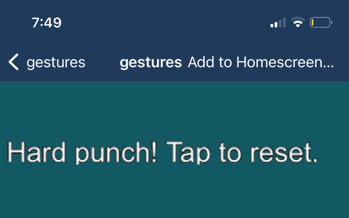 7:49
gestures gestures Add to Homescreen...
Hard punch! Tap to reset.